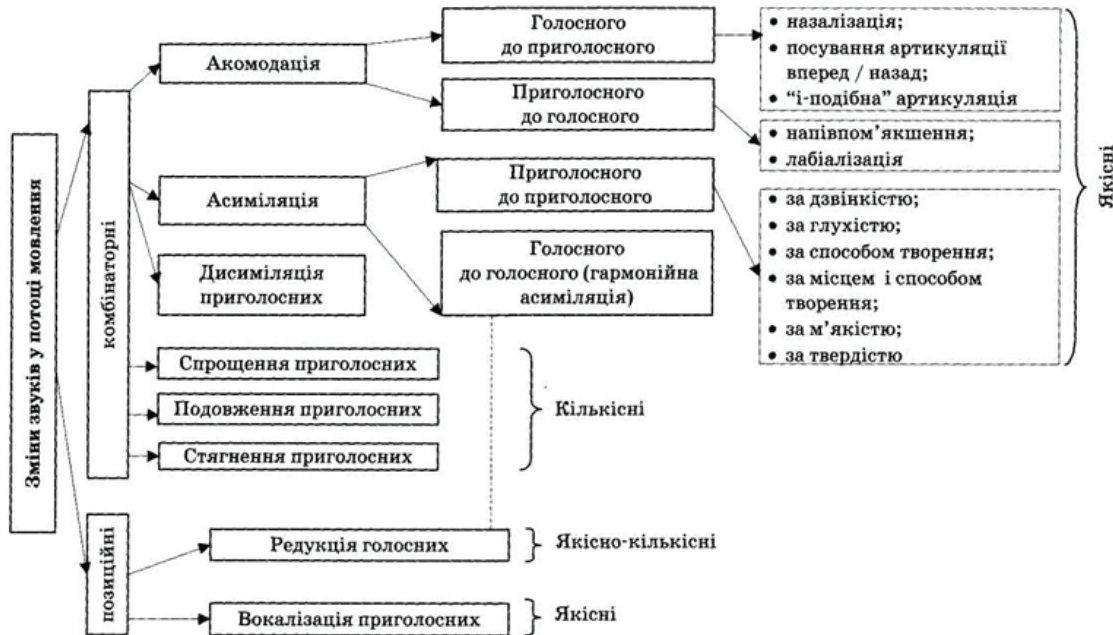 Зміни звуків у потоці мовлення
комбінаторні
Акомодація
Голосного
до приголосного
• назалізація;
• посування артикуляції
вперед / назад;
• “і-подібна” артикуляція
Приголосного
до голосного
• напівпом’якшення;
• лабіалізація
Асиміляція
Приголосного
до приголосного
• за дзвінкістю;
• за глухістю;
• за способом творення;
• за місцем і способом
творення;
• за м’якістю;
• за твердістю
Голосного
до голосного (гармонійна
асиміляція)
Якісні
Дисиміляція
приголосних
Спрощення приголосних
Подовження приголосних
Стягнення приголосних
Кількісні
позиційні
Редукція голосних
Якісно-кількісні
Вокалізація приголосних
Якісні